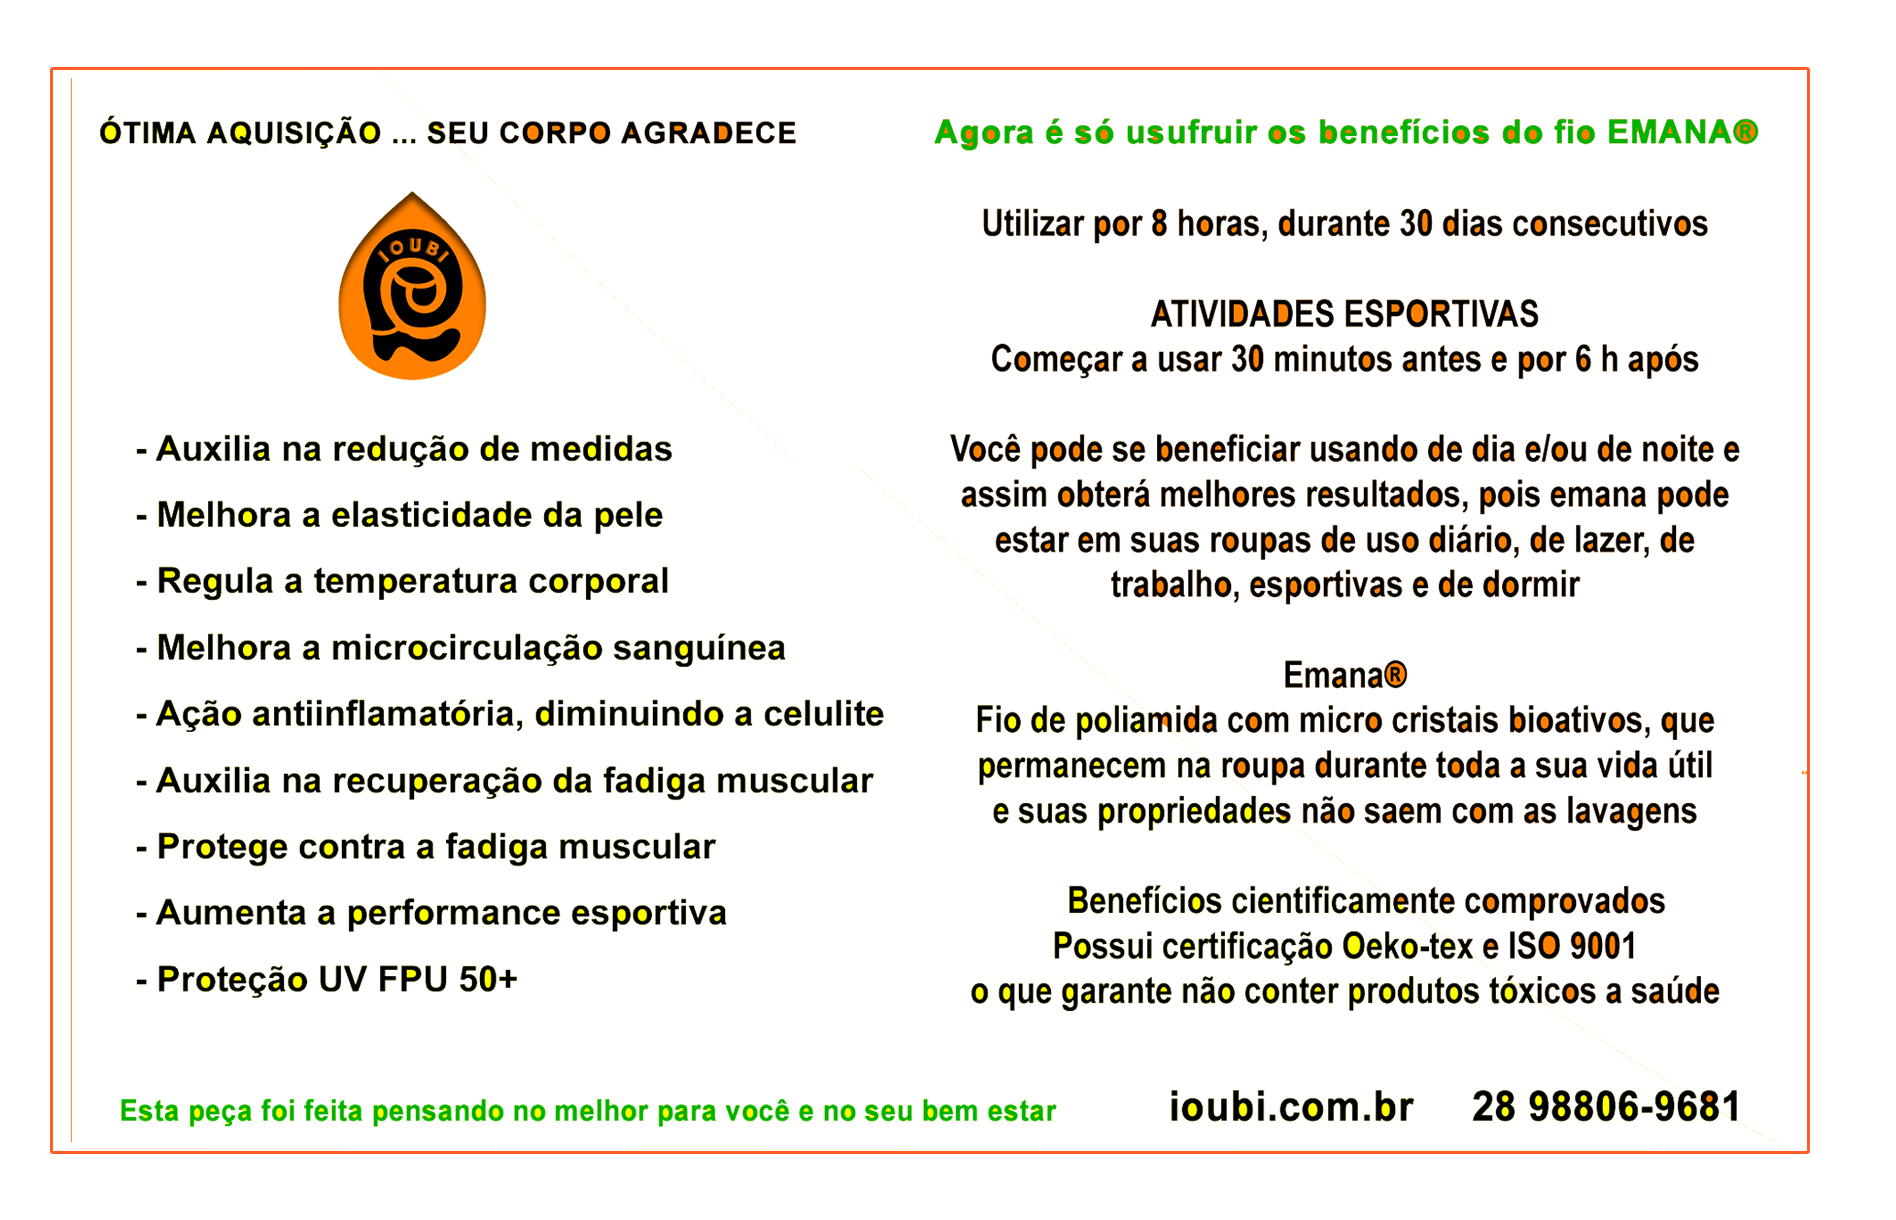 ÓTIMA AQUISIÇÃO ... SEU CORPO AGRADECE
IOUBI
- Auxilia na redução de medidas
- Melhora a elasticidade da pele
- Regula a temperatura corporal
- Melhora a microcirculação sanguínea
- Ação antiinflamatória, diminuindo a celulite
- Auxilia na recuperação da fadiga muscular
- Protege contra a fadiga muscular
- Aumenta a performance esportiva
- Proteção UV FPU 50+
Agora é só usufruir os benefícios do fio EMANA®
Utilizar por 8 horas, durante 30 dias consecutivos
ATIVIDADES ESPORTIVAS
Começar a usar 30 minutos antes e por 6 h após
Você pode se beneficiar usando de dia e/ou de noite e
assim obterá melhores resultados, pois emana pode
estar em suas roupas de uso diário, de lazer, de
trabalho, esportivas e de dormir
Emana®
Fio de poliamida com micro cristais bioativos, que
permanecem na roupa durante toda a sua vida útil
e suas propriedades não saem com as lavagens
Benefícios cientificamente comprovados
Possui certificação Oeko-tex e ISO 9001
o que garante não conter produtos tóxicos a saúde
Esta peça foi feita pensando no melhor para você e no seu bem estar
ioubi.com.br 28 98806-9681